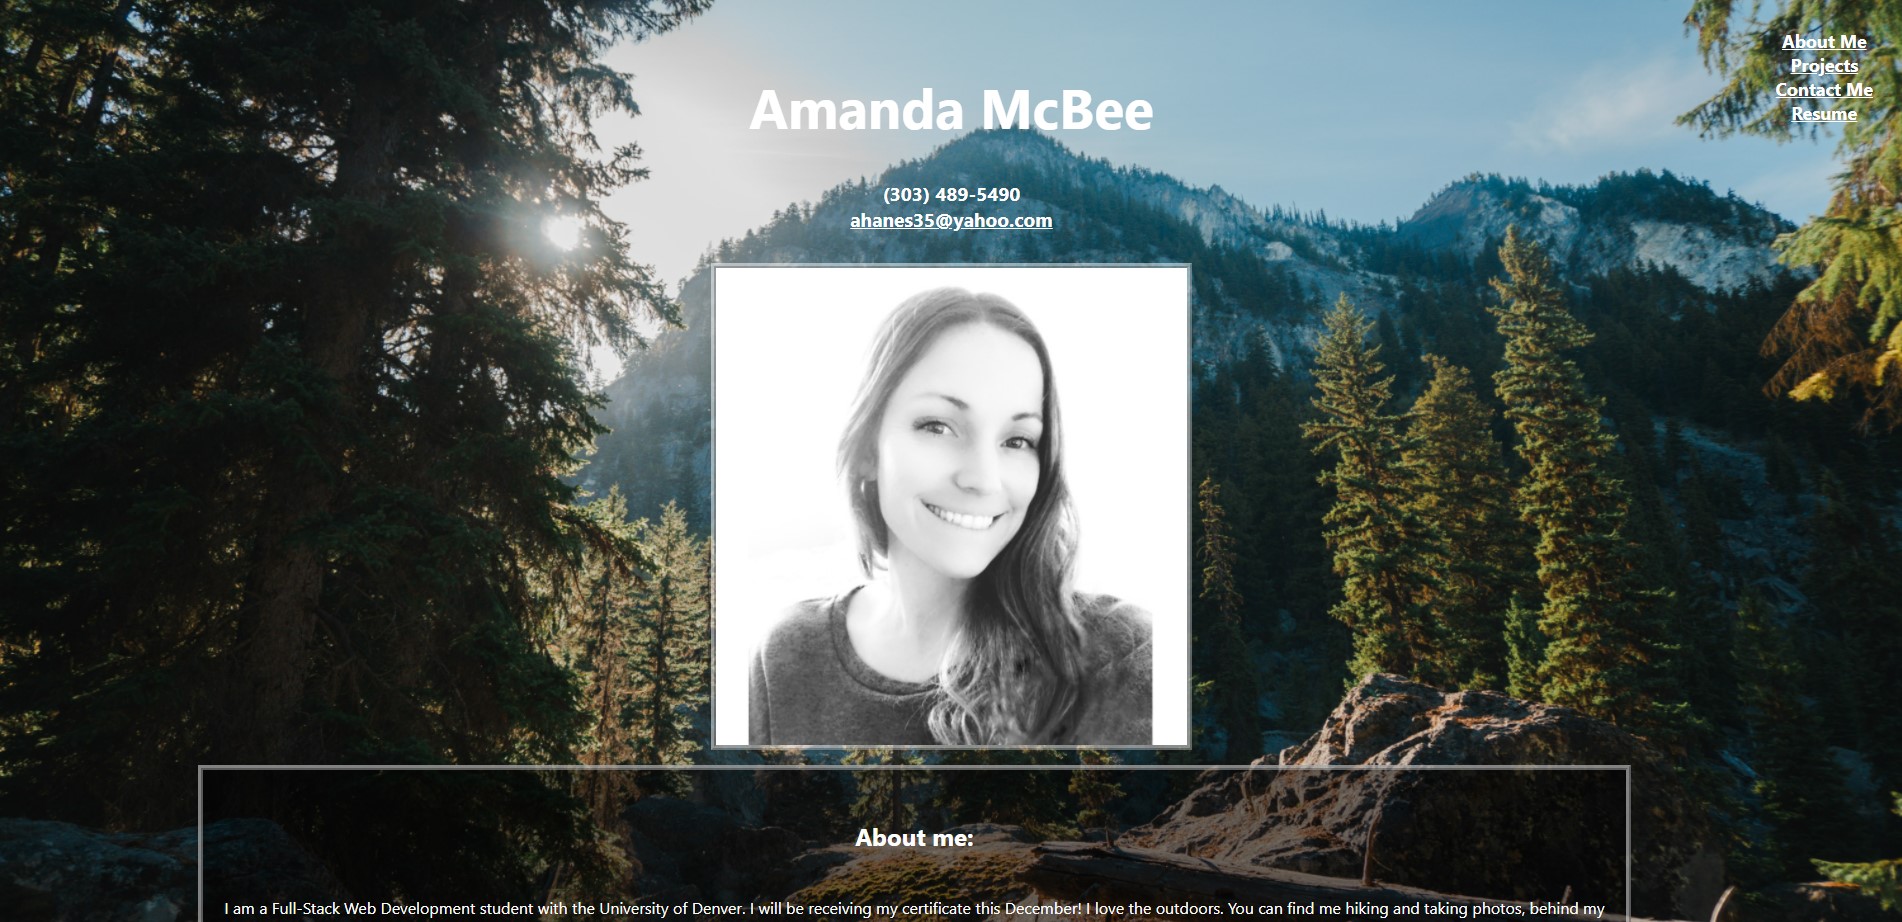 About Me
Projects
Contact Me
Resume
Amanda McBee
(303) 489-5490
ahanes35@yahoo.com
About me:
I am a Full-Stack Web Development student with the University of Denver. I will be receiving my certificate this December! I love the outdoors. You can find me hiking and taking photos, behind my